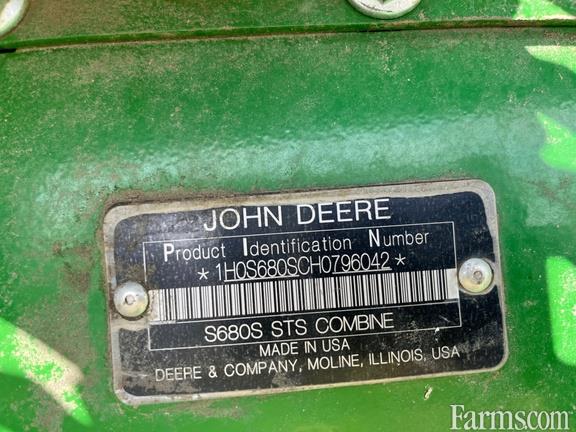 JOHN DEERE
Product Identification Number
*1H0S680SCH0796042*
S680S STS COMBINE
MADE IN USA
DEERE & COMPANY, MOLINE, ILLINOIS, USA
Farms.com